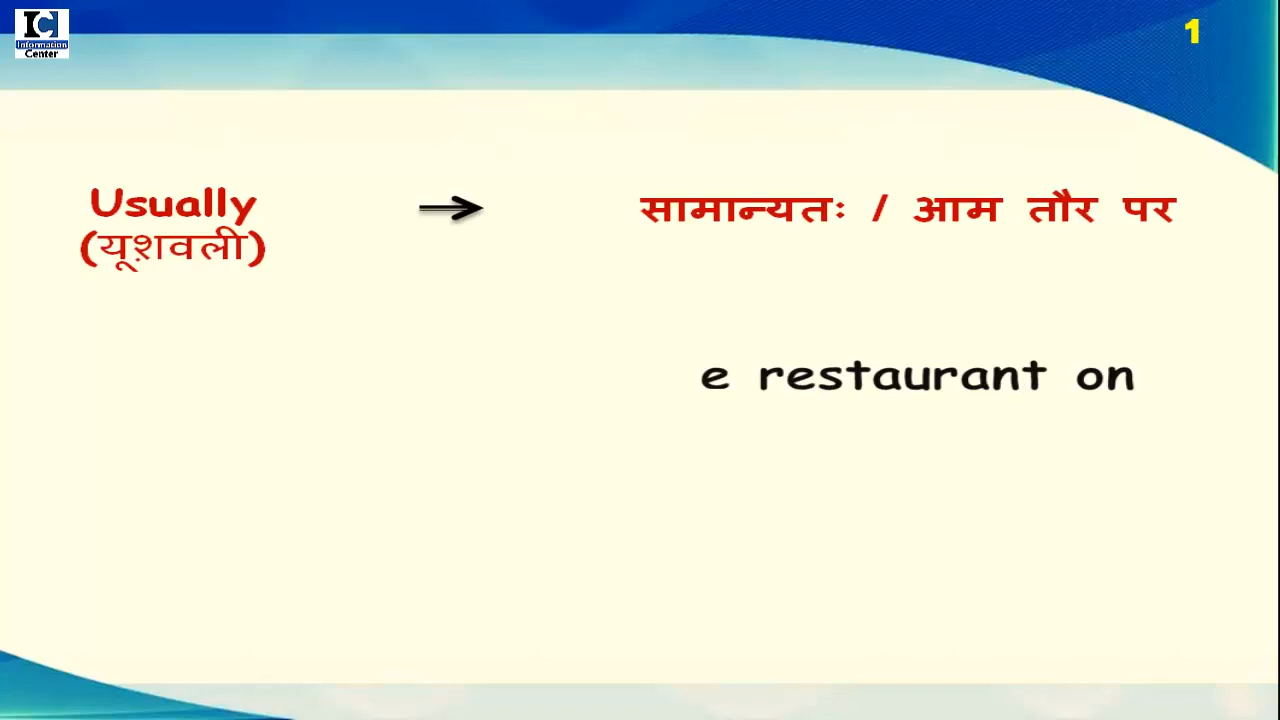 IC
Information
Center
1
Usually → सामान्यतः / आम तौर पर
(यूश़वली)
e restaurant on